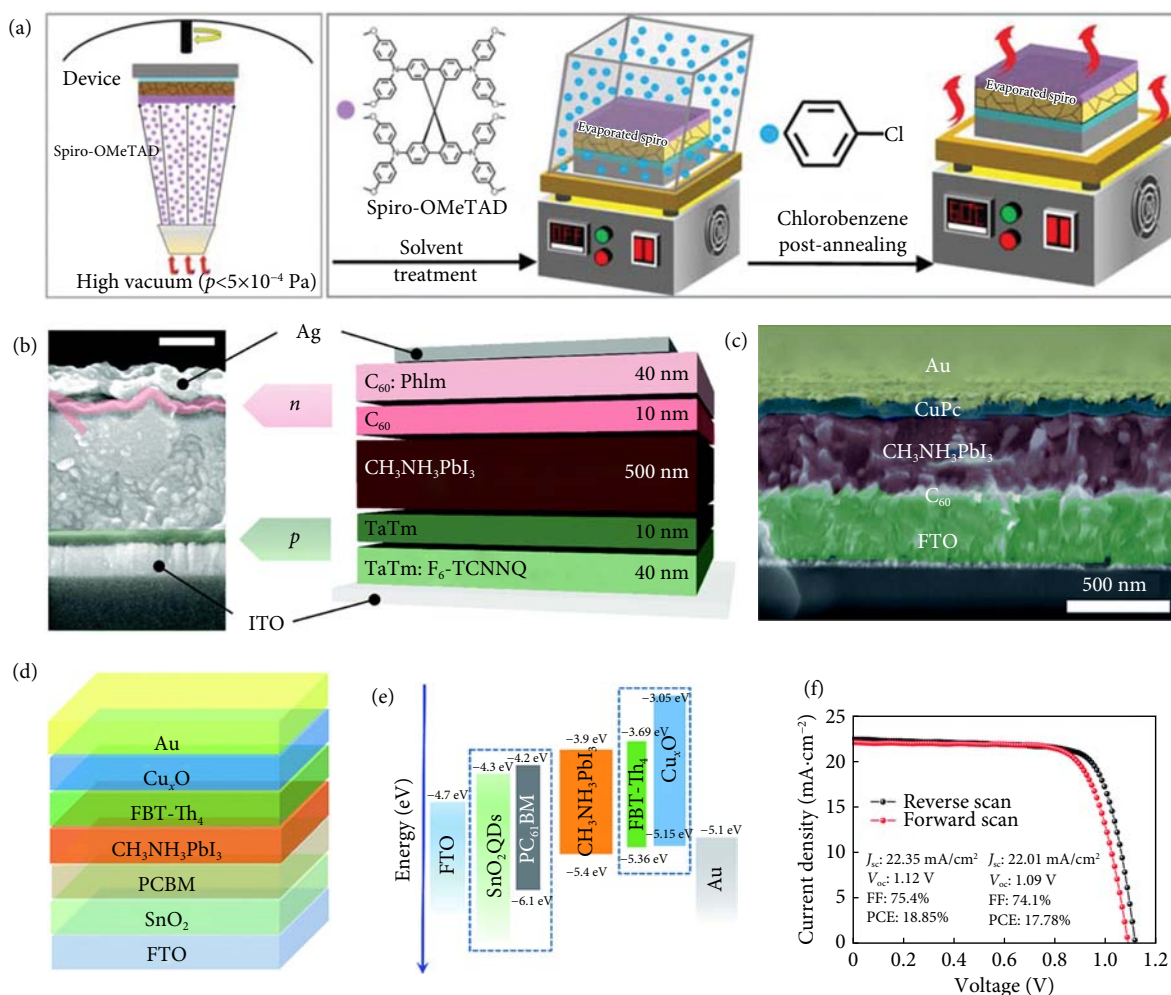 (a)
Device
Spiro-OMeTAD
High vacuum (p<5×10⁻⁴ Pa)
Spiro-OMeTAD
Solvent
treatment
Evaporated spiro
OFF
Cl
Chlorobenzene
post-annealing
Evaporated spiro
(b)
Ag
n
p
ITO
C₆₀: PhIm 40 nm
C₆₀ 10 nm
CH₃NH₃PbI₃ 500 nm
TaTm 10 nm
TaTm: F₆-TCNNQ 40 nm
(c)
Au
CuPc
CH₃NH₃PbI₃
C₆₀
FTO
500 nm
(d)
Au
CuₓO
FBT-Th₄
CH₃NH₃PbI₃
PCBM
SnO₂
FTO
(e)
Energy (eV)
−4.7 eV
FTO
−4.3 eV
SnO₂QDs
−4.2 eV
PC₆₁BM
−6.1 eV
−3.9 eV
CH₃NH₃PbI₃
−5.4 eV
−3.69 eV
FBT-Th₄
−5.36 eV
−3.05 eV
CuₓO
−5.15 eV
−5.1 eV
Au
(f)
Current density (mA·cm⁻²)
25
20
15
10
5
0
Reverse scan
Forward scan
Jsc: 22.35 mA/cm² Jsc: 22.01 mA/cm²
Voc: 1.12 V Voc: 1.09 V
FF: 75.4% FF: 74.1%
PCE: 18.85% PCE: 17.78%
0 0.2 0.4 0.6 0.8 1.0 1.2
Voltage (V)